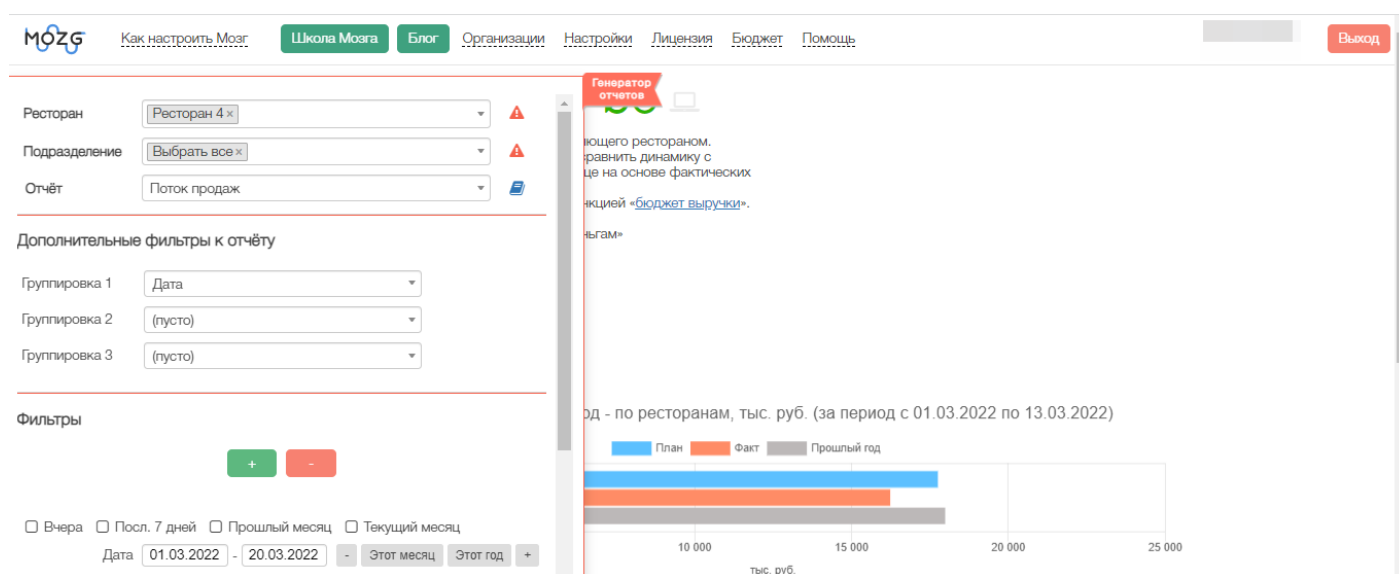 MOZG Как настроить Мозг Школа Мозга Блог Организации Настройки Лицензия Бюджет Помощь Выход
Генератор
отчетов
Ресторан Ресторан 4 ×
Подразделение Выбрать все ×
Отчёт Поток продаж
Дополнительные фильтры к отчёту
Группировка 1 Дата
Группировка 2 (пусто)
Группировка 3 (пусто)
Фильтры
+ -
Вчера Посл. 7 дней Прошлый месяц Текущий месяц
Дата 01.03.2022 - 20.03.2022 - Этот месяц Этот год +
ющего рестораном.
равнить динамику с
це на основе фактических
нкцией «бюджет выручки».
ньгам»
од - по ресторанам, тыс. руб. (за период с 01.03.2022 по 13.03.2022)
План Факт Прошлый год
10 000 15 000 20 000 25 000
тыс. руб.